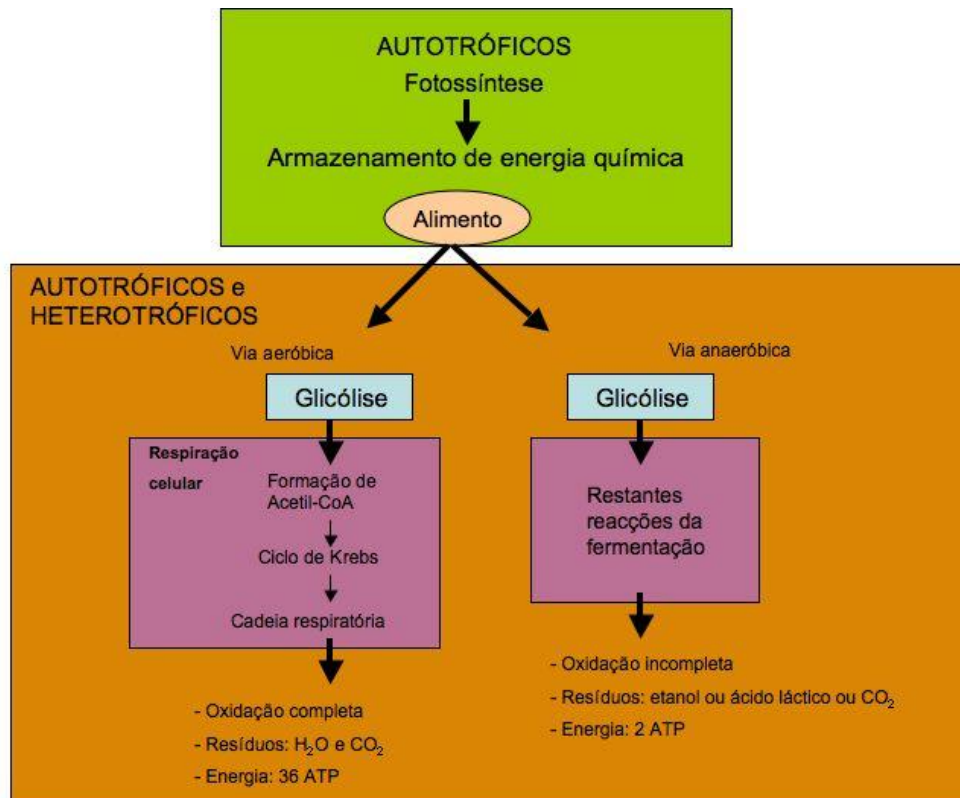 AUTOTRÓFICOS
Fotossíntese
Armazenamento de energia química
Alimento
AUTOTRÓFICOS e
HETEROTRÓFICOS
Via aeróbica
Glicólise
Respiração
celular
Formação de
Acetil-CoA
Ciclo de Krebs
Cadeia respiratória
- Oxidação completa
- Resíduos: H₂O e CO₂
- Energia: 36 ATP
Via anaeróbica
Glicólise
Restantes
reacções da
fermentação
- Oxidação incompleta
- Resíduos: etanol ou ácido láctico ou CO₂
- Energia: 2 ATP